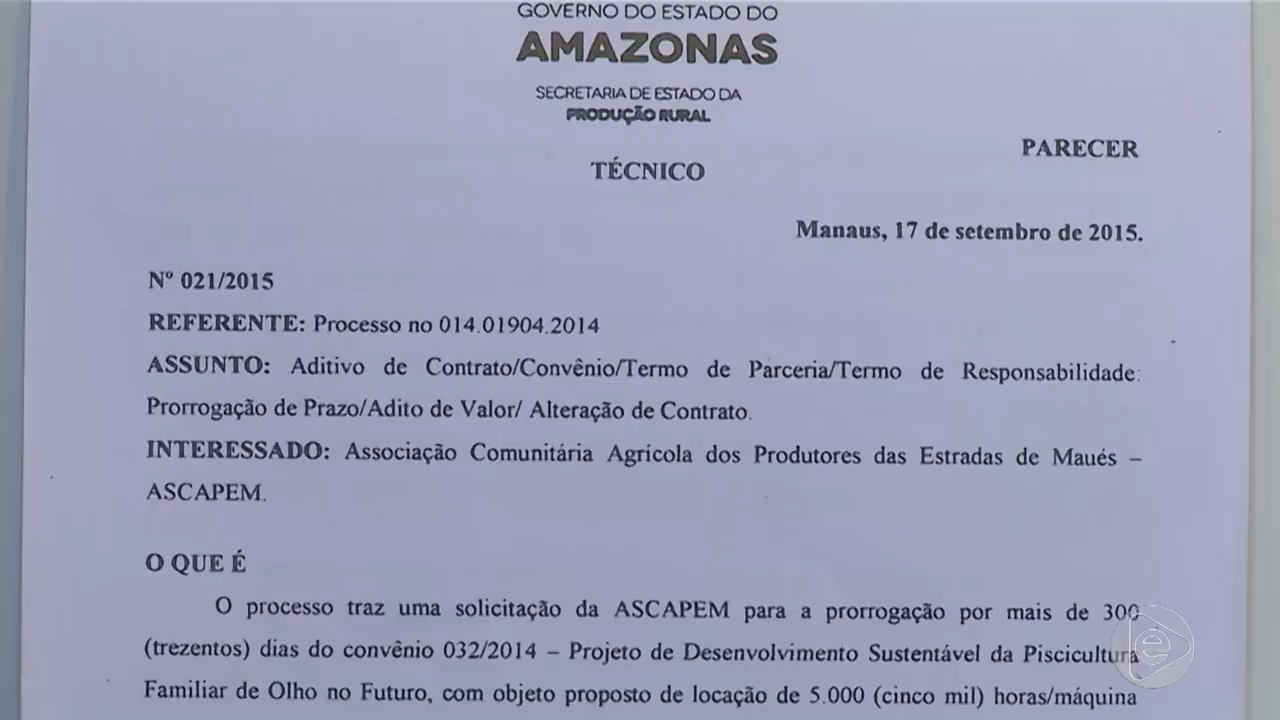 GOVERNO DO ESTADO DO
AMAZONAS
SECRETARIA DE ESTADO DA
PRODUÇÃO RURAL
PARECER
TÉCNICO
Manaus, 17 de setembro de 2015.
Nº 021/2015
REFERENTE: Processo no 014.01904.2014
ASSUNTO: Aditivo de Contrato/Convênio/Termo de Parceria/Termo de Responsabilidade:
Prorrogação de Prazo/Adito de Valor/ Alteração de Contrato.
INTERESSADO: Associação Comunitária Agrícola dos Produtores das Estradas de Maués –
ASCAPEM.
O QUE É
O processo traz uma solicitação da ASCAPEM para a prorrogação por mais de 300
(trezentos) dias do convênio 032/2014 – Projeto de Desenvolvimento Sustentável da Piscicultura
Familiar de Olho no Futuro, com objeto proposto de locação de 5.000 (cinco mil) horas/máquina